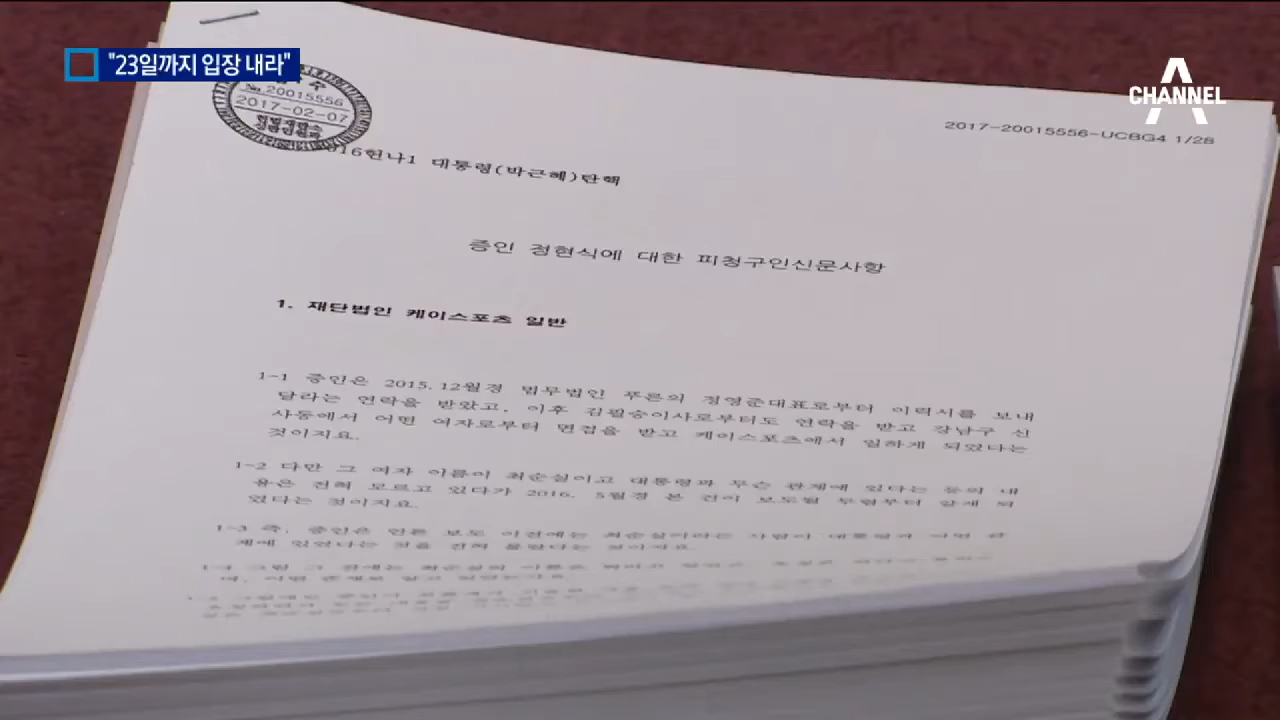 "23일까지 입장 내라"
CHANNEL A
No. 20015556
2017-02-07
헌법재판소
2017-20015556-UCBG4 1/28
16헌나1 대통령(박근혜)탄핵
증인 정현식에 대한 피청구인신문사항
1. 재단법인 케이스포츠 일반
1-1 증인은 2015.12월경 법무법인 푸른의 정영준대표로부터 이력서를 보내
달라는 연락을 받았고, 이후 김필승이사로부터도 연락을 받고 강남구 신
사동에서 어떤 여자로부터 면접을 받고 케이스포츠에서 일하게 되었다는
것이지요.
1-2 다만 그 여자 이름이 최순실이고 대통령과 무슨 관계에 있다는 등의 내
용은 전혀 모르고 있다가 2016. 5월경 본 건이 보도될 무렵부터 알게 되
었다는 것이지요.
1-3 즉, 증인은 언론 보도 이전에는 최순실이라는 사람이 대통령과 어떤 관
계에 있었다는 것을 전혀 몰랐다는 것이지요.